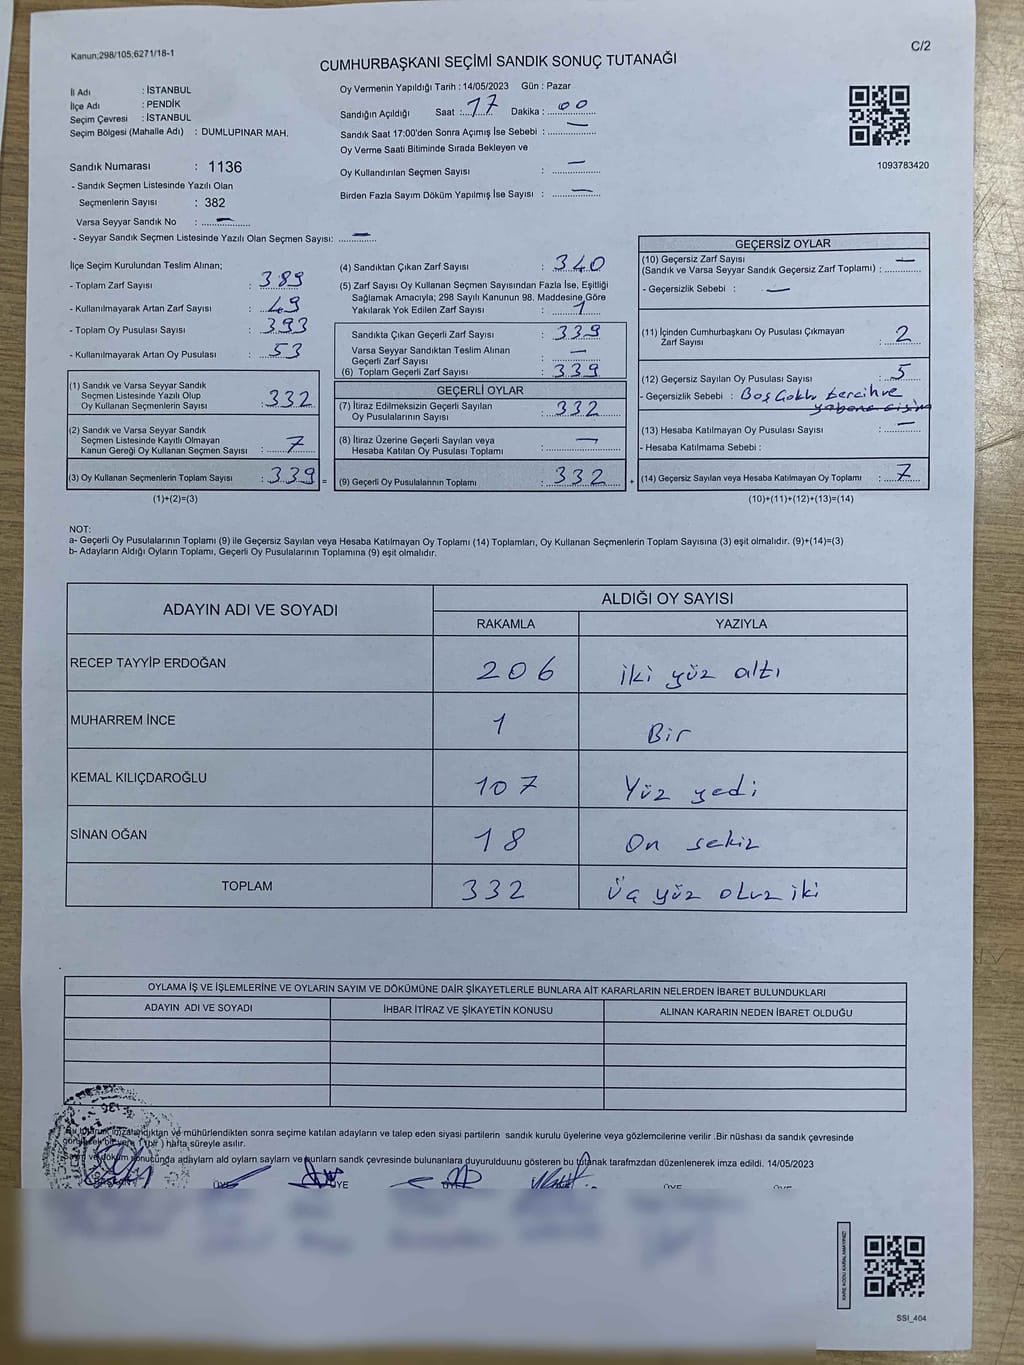 Kanun;298/105;6271/18-1
C/2
CUMHURBAŞKANI SEÇİMİ SANDIK SONUÇ TUTANAĞI
İl Adı : İSTANBUL
İlçe Adı : PENDİK
Seçim Çevresi : İSTANBUL
Seçim Bölgesi (Mahalle Adı) : DUMLUPINAR MAH.
Sandık Numarası : 1136
- Sandık Seçmen Listesinde Yazılı Olan
Seçmenlerin Sayısı : 382
Varsa Seyyar Sandık No : —
- Seyyar Sandık Seçmen Listesinde Yazılı Olan Seçmen Sayısı: —
Oy Vermenin Yapıldığı Tarih : 14/05/2023 Gün : Pazar
Sandığın Açıldığı Saat : 17 Dakika : 00
Sandık Saat 17:00'den Sonra Açımış İse Sebebi : —
Oy Verme Saati Bitiminde Sırada Bekleyen ve
Oy Kullandırılan Seçmen Sayısı : —
Birden Fazla Sayım Döküm Yapılmış İse Sayısı : —
1093783420
İlçe Seçim Kurulundan Teslim Alınan;
- Toplam Zarf Sayısı : 389
- Kullanılmayarak Artan Zarf Sayısı : 49
- Toplam Oy Pusulası Sayısı : 393
- Kullanılmayarak Artan Oy Pusulası : 53
(1) Sandık ve Varsa Seyyar Sandık
Seçmen Listesinde Yazılı Olup
Oy Kullanan Seçmenlerin Sayısı : 332
(2) Sandık ve Varsa Seyyar Sandık
Seçmen Listesinde Kayıtlı Olmayan
Kanun Gereği Oy Kullanan Seçmen Sayısı : 7
(3) Oy Kullanan Seçmenlerin Toplam Sayısı : 339 =
(1)+(2)=(3)
(4) Sandıktan Çıkan Zarf Sayısı : 340
(5) Zarf Sayısı Oy Kullanan Seçmen Sayısından Fazla İse, Eşitliği
Sağlamak Amacıyla; 298 Sayılı Kanunun 98. Maddesine Göre
Yakılarak Yok Edilen Zarf Sayısı : 1
Sandıkta Çıkan Geçerli Zarf Sayısı : 339
Varsa Seyyar Sandıktan Teslim Alınan
Geçerli Zarf Sayısı : —
(6) Toplam Geçerli Zarf Sayısı : 339
GEÇERLİ OYLAR
(7) İtiraz Edilmeksizin Geçerli Sayılan
Oy Pusulalarının Sayısı : 332
(8) İtiraz Üzerine Geçerli Sayılan veya
Hesaba Katılan Oy Pusulası Toplamı : —
(9) Geçerli Oy Pusulalarının Toplamı : 332 +
GEÇERSİZ OYLAR
(10) Geçersiz Zarf Sayısı
(Sandık ve Varsa Seyyar Sandık Geçersiz Zarf Toplamı) : —
- Geçersizlik Sebebi : —
(11) İçinden Cumhurbaşkanı Oy Pusulası Çıkmayan
Zarf Sayısı : 2
(12) Geçersiz Sayılan Oy Pusulası Sayısı : 5
- Geçersizlik Sebebi : Boş Çoklu tercih ve
(13) Hesaba Katılmayan Oy Pusulası Sayısı : —
- Hesaba Katılmama Sebebi :
(14) Geçersiz Sayılan veya Hesaba Katılmayan Oy Toplamı : 7
(10)+(11)+(12)+(13)=(14)
NOT:
a- Geçerli Oy Pusulalarının Toplamı (9) ile Geçersiz Sayılan veya Hesaba Katılmayan Oy Toplamı (14) Toplamları, Oy Kullanan Seçmenlerin Toplam Sayısına (3) eşit olmalıdır. (9)+(14)=(3)
b- Adayların Aldığı Oyların Toplamı, Geçerli Oy Pusulalarının Toplamına (9) eşit olmalıdır.
ADAYIN ADI VE SOYADI
ALDIĞI OY SAYISI
RAKAMLA YAZIYLA
RECEP TAYYİP ERDOĞAN 206 iki yüz altı
MUHARREM İNCE 1 Bir
KEMAL KILIÇDAROĞLU 107 Yüz yedi
SİNAN OĞAN 18 On sekiz
TOPLAM 332 Üç yüz otuz iki
OYLAMA İŞ VE İŞLEMLERİNE VE OYLARIN SAYIM VE DÖKÜMÜNE DAİR ŞİKAYETLERLE BUNLARA AİT KARARLARIN NELERDEN İBARET BULUNDUKLARI
ADAYIN ADI VE SOYADI İHBAR İTİRAZ VE ŞİKAYETİN KONUSU ALINAN KARARIN NEDEN İBARET OLDUĞU
Bu tutanak imzalandıktan ve mühürlendikten sonra seçime katılan adayların ve talep eden siyasi partilerin sandık kurulu üyelerine veya gözlemcilerine verilir .Bir nüshası da sandık çevresinde
bir yere 1 (bir ) hafta süreyle asılır.
ve döküm sonucunda adayların ald oyların sayları ve bunların sandk çevresinde bulunanlara duyurulduunu gösteren bu tutanak tarafmzdan düzenlenerek imza edildi. 14/05/2023
BAŞKAN ÜYE ÜYE ÜYE ÜYE ÜYE
KARE KODU KARALAMAYINIZ!
SSI_404